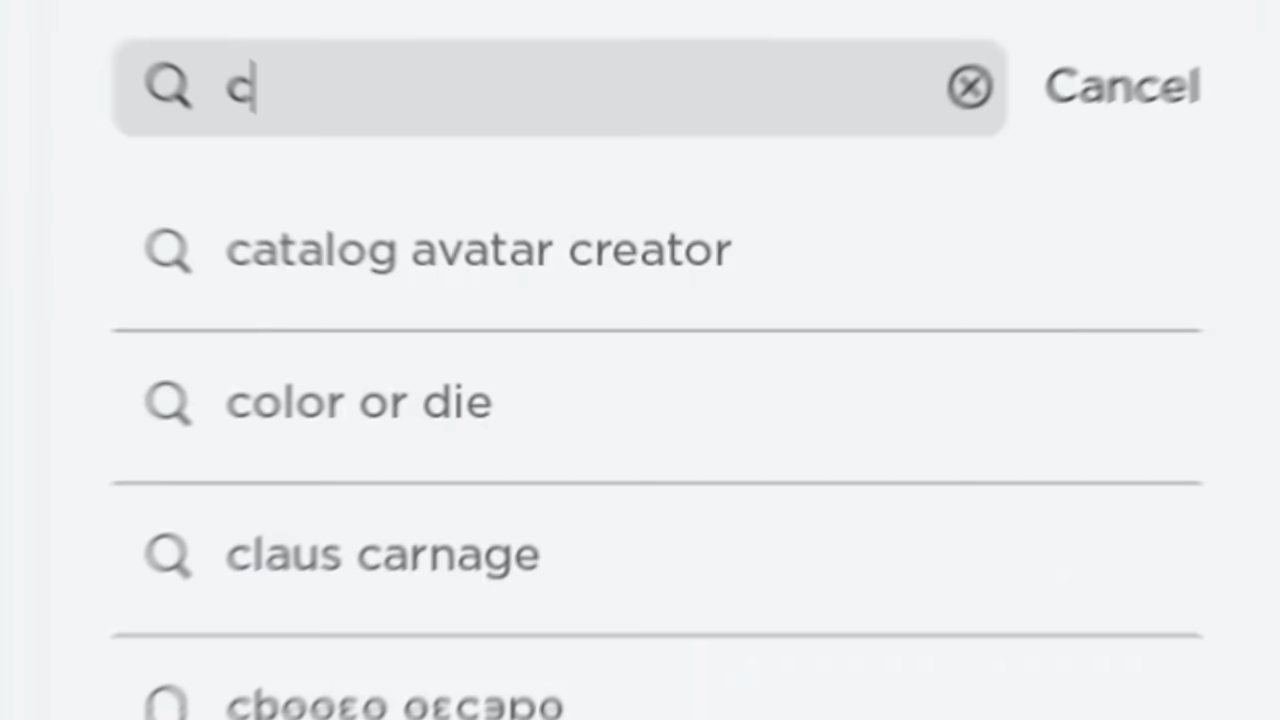 c Cancel
catalog avatar creator
color or die
claus carnage